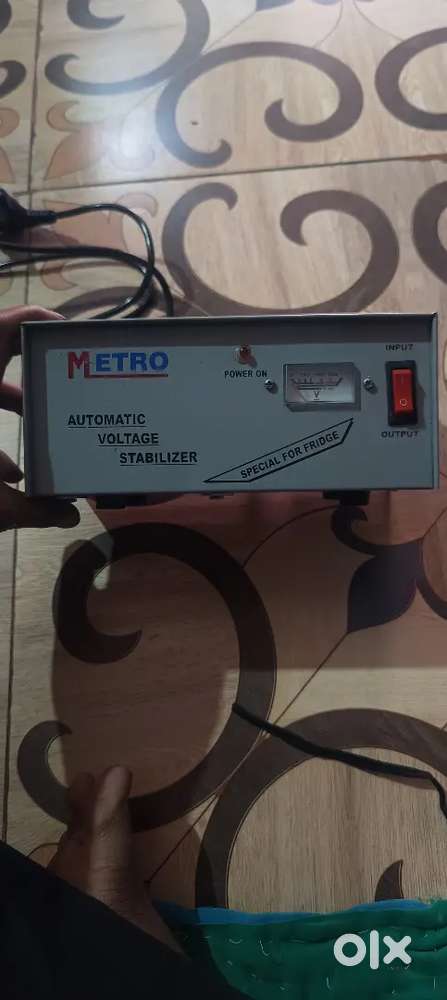 METRO
POWER ON
INPUT
V
OUTPUT
AUTOMATIC
VOLTAGE
STABILIZER
SPECIAL FOR FRIDGE
olx